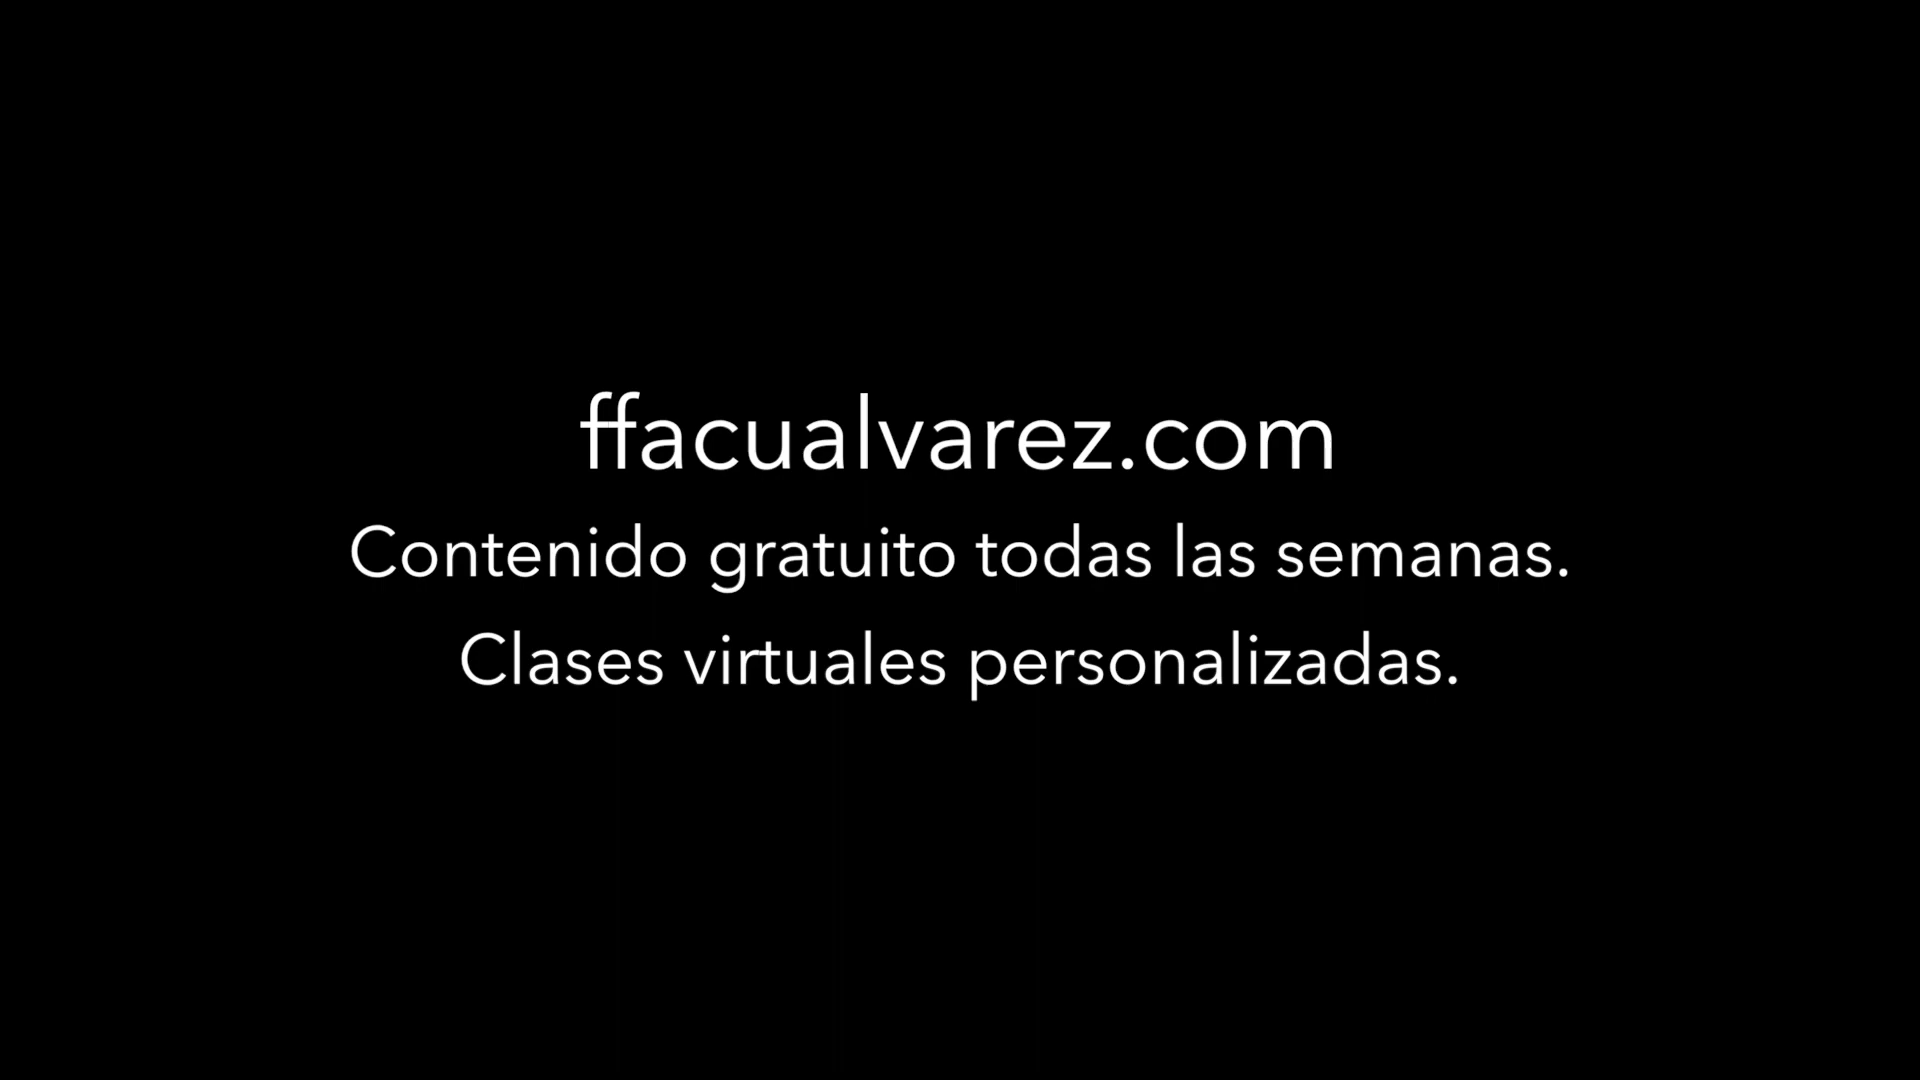 ffacualvarez.com
Contenido gratuito todas las semanas.
Clases virtuales personalizadas.